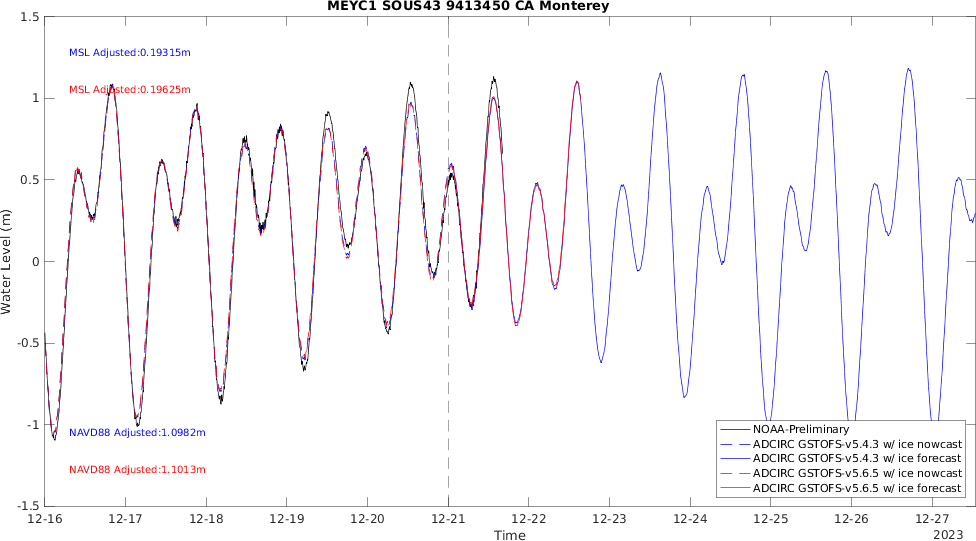 MEYC1 SOUS43 9413450 CA Monterey
1.5
1
0.5
0
-0.5
-1
-1.5
Water Level (m)
MSL Adjusted:0.19315m
MSL Adjusted:0.19625m
NAVD88 Adjusted:1.0982m
NAVD88 Adjusted:1.1013m
NOAA-Preliminary
ADCIRC GSTOFS-v5.4.3 w/ ice nowcast
ADCIRC GSTOFS-v5.4.3 w/ ice forecast
ADCIRC GSTOFS-v5.6.5 w/ ice nowcast
ADCIRC GSTOFS-v5.6.5 w/ ice forecast
12-16 12-17 12-18 12-19 12-20 12-21 12-22 12-23 12-24 12-25 12-26 12-27
Time
2023